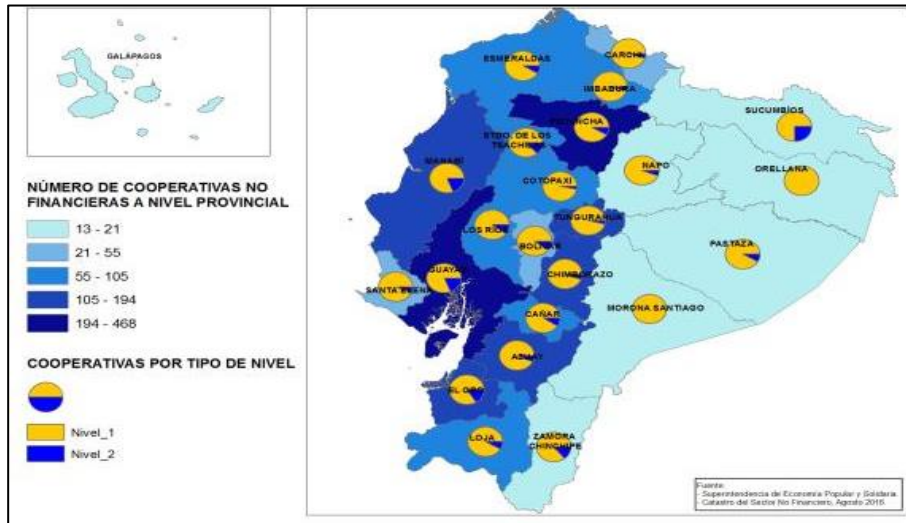 GALÁPAGOS
NÚMERO DE COOPERATIVAS NO
FINANCIERAS A NIVEL PROVINCIAL
13 - 21
21 - 55
55 - 105
105 - 194
194 - 468
COOPERATIVAS POR TIPO DE NIVEL
Nivel_1
Nivel_2
ESMERALDAS
CARCHI
IMBABURA
SUCUMBÍOS
PICHINCHA
STDO. DE LOS
TSACHILAS
MANABÍ
NAPO
ORELLANA
COTOPAXI
TUNGURAHUA
LOS RÍOS
BOLÍVAR
PASTAZA
GUAYAS
CHIMBORAZO
SANTA ELENA
MORONA SANTIAGO
CAÑAR
AZUAY
EL ORO
LOJA
ZAMORA
CHINCHIPE
Fuente:
- Superintendencia de Economía Popular y Solidaria.
- Catastro del Sector No Financiero, Agosto 2016.